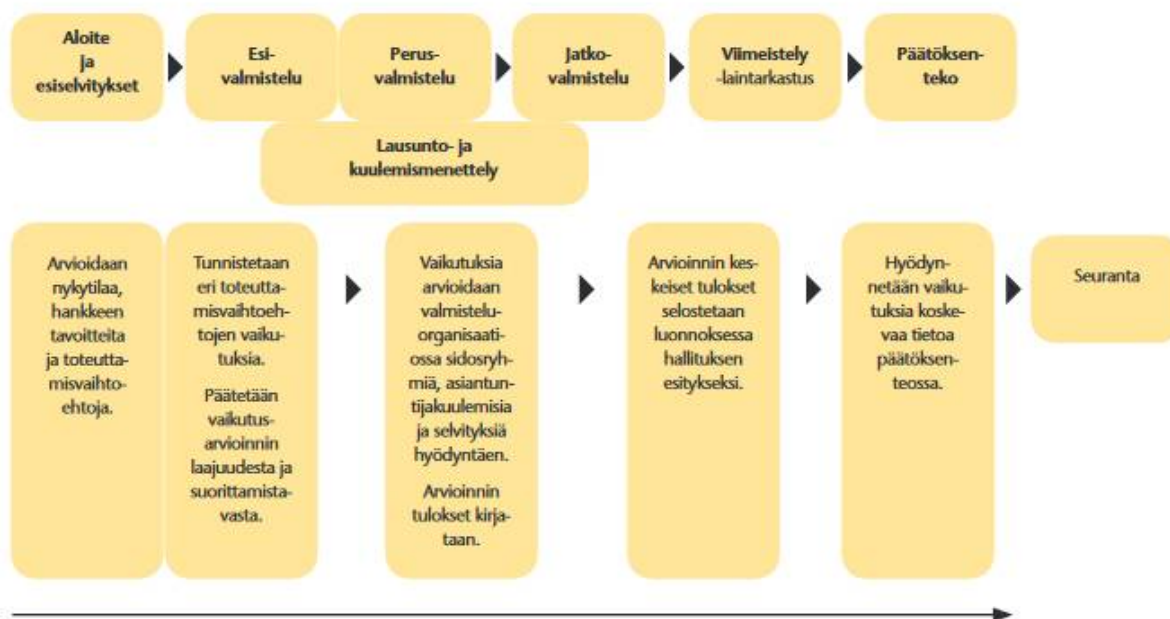 Aloite
ja
esiselvitykset
Esi-
valmistelu
Perus-
valmistelu
Jatko-
valmistelu
Viimeistely
-laintarkastus
Päätöksen-
teko
Lausunto- ja
kuulemismenettely
Arvioidaan
nykytilaa,
hankkeen
tavoitteita
ja toteutta-
misvaihto-
ehtoja.
Tunnistetaan
eri toteutta-
misvaihtoeh-
tojen vaiku-
tuksia.
Päätetään
vaikutus-
arvioinnin
laajuudesta ja
suorittamista-
vasta.
Vaikutuksia
arvioidaan
valmistelu-
organisaati-
ossa sidosryh-
miä, asiantun-
tijakuulemisia
ja selvityksiä
hyödyntäen.
Arvioinnin
tulokset kirja-
taan.
Arvioinnin kes-
keiset tulokset
selostetaan
luonnoksessa
hallituksen
esitykseksi.
Hyödyn-
netään vaiku-
tuksia koske-
vaa tietoa
päätöksen-
teossa.
Seuranta